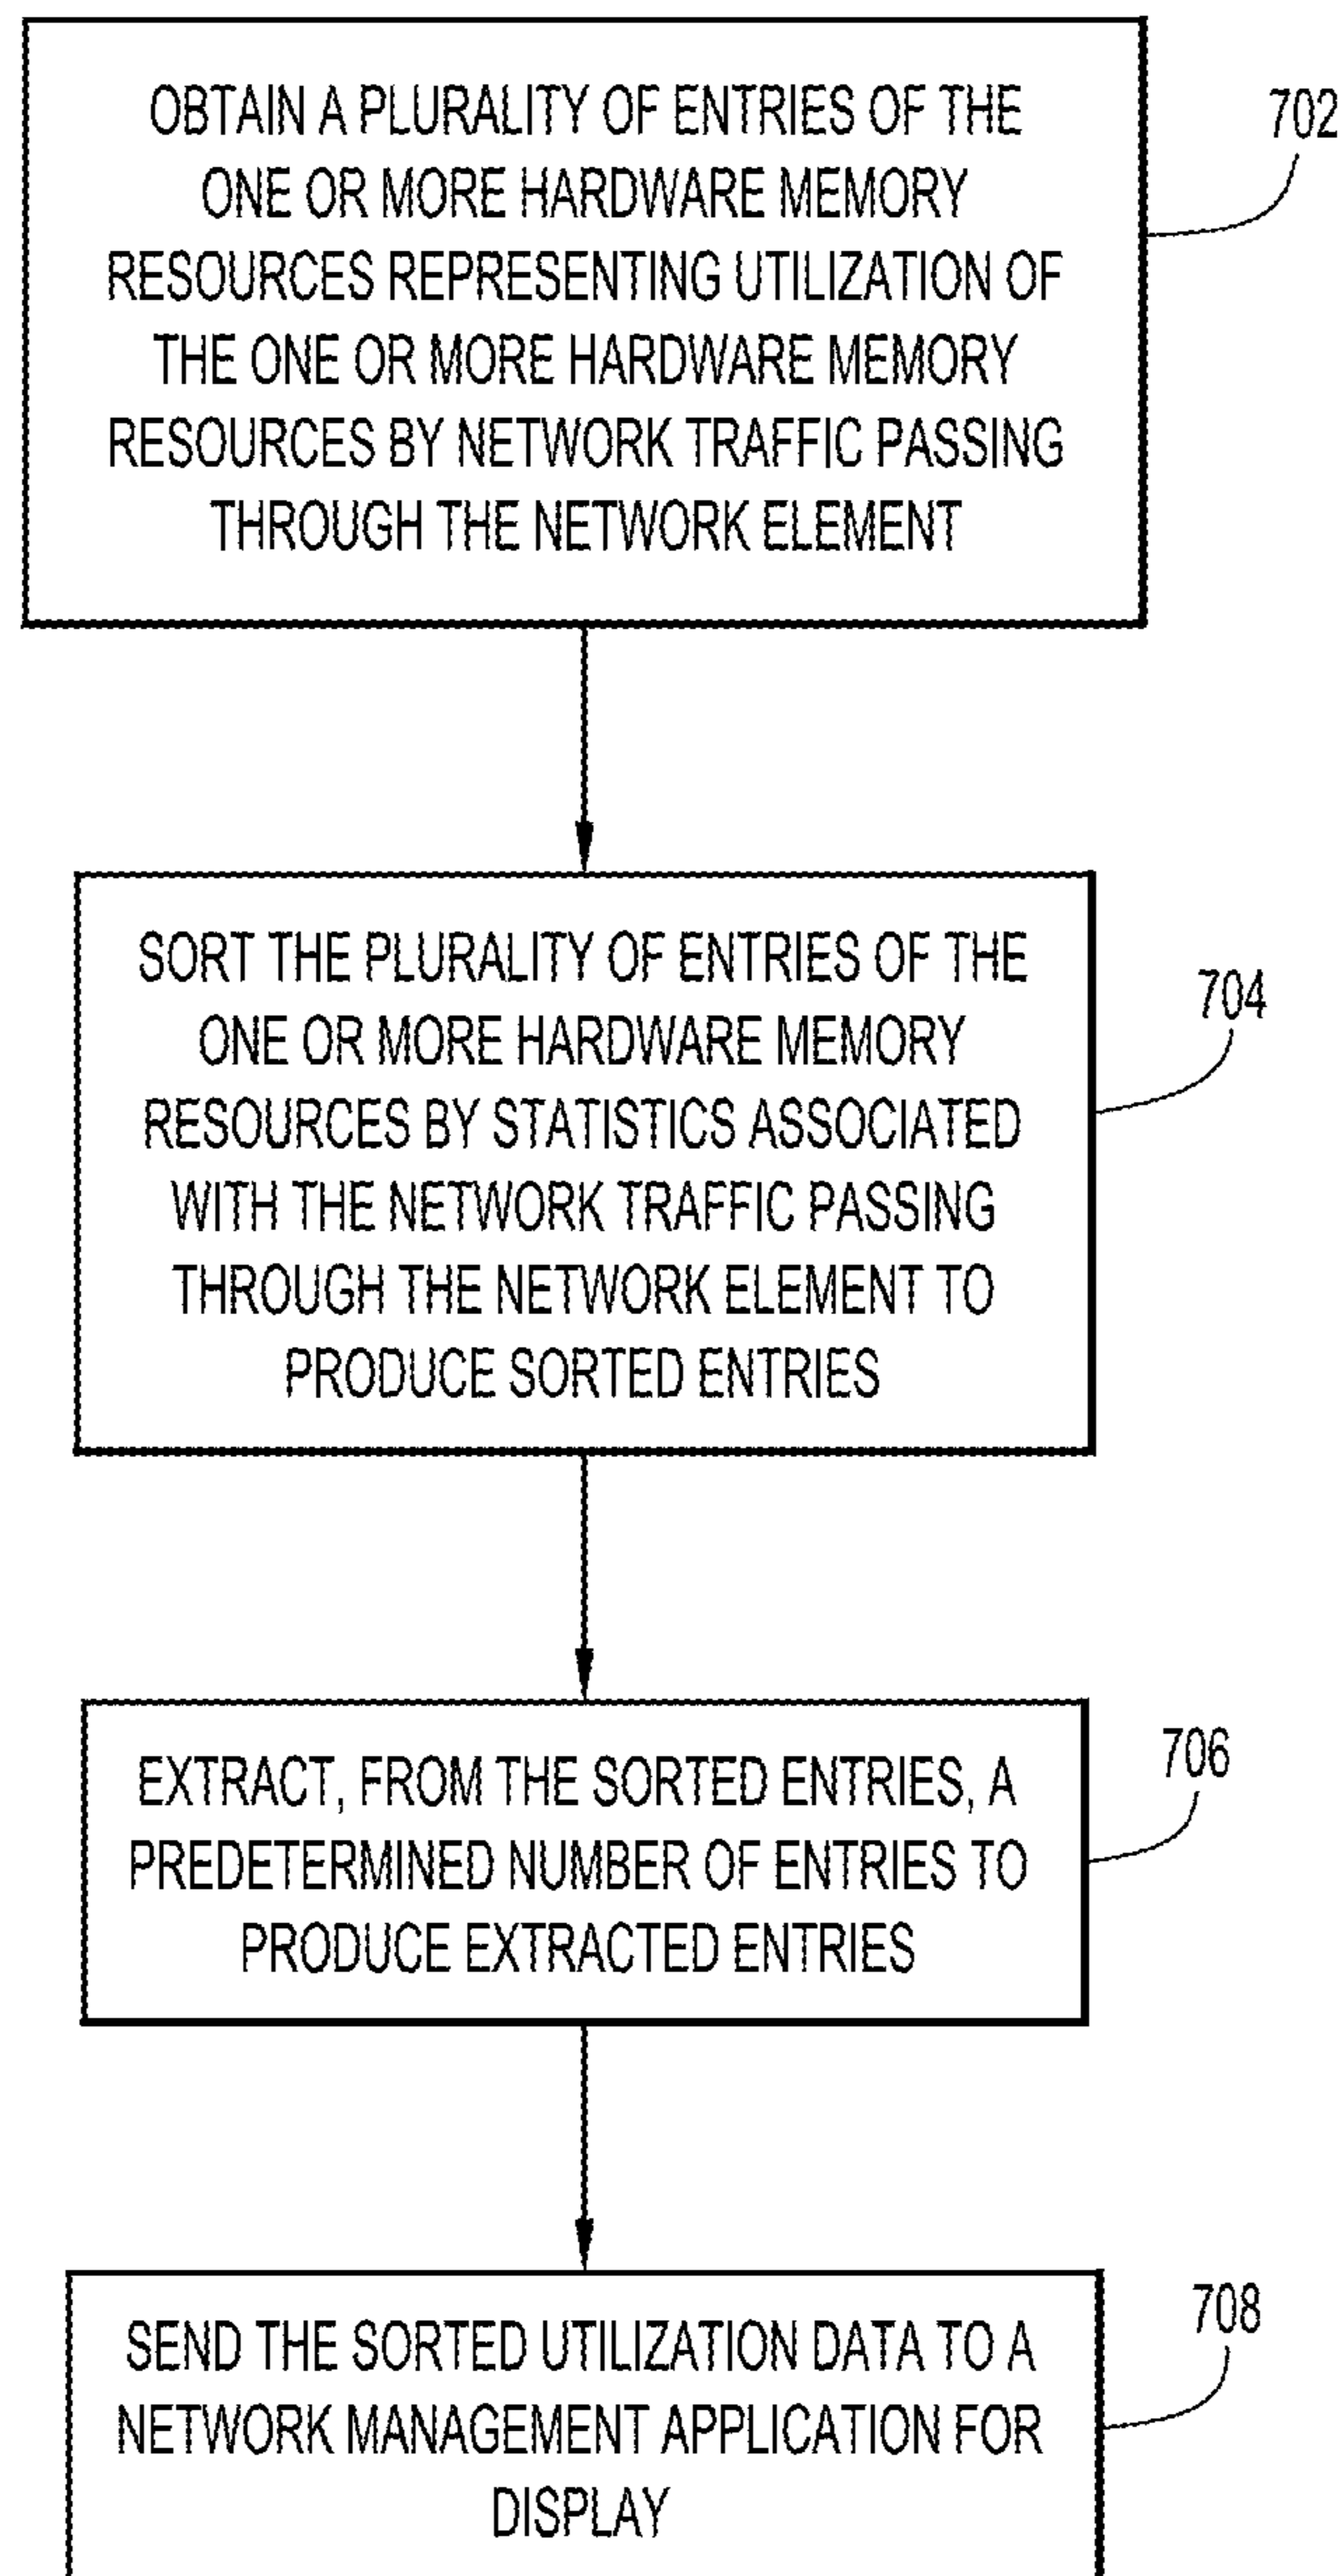 OBTAIN A PLURALITY OF ENTRIES OF THE
ONE OR MORE HARDWARE MEMORY
RESOURCES REPRESENTING UTILIZATION OF
THE ONE OR MORE HARDWARE MEMORY
RESOURCES BY NETWORK TRAFFIC PASSING
THROUGH THE NETWORK ELEMENT
702
SORT THE PLURALITY OF ENTRIES OF THE
ONE OR MORE HARDWARE MEMORY
RESOURCES BY STATISTICS ASSOCIATED
WITH THE NETWORK TRAFFIC PASSING
THROUGH THE NETWORK ELEMENT TO
PRODUCE SORTED ENTRIES
704
EXTRACT, FROM THE SORTED ENTRIES, A
PREDETERMINED NUMBER OF ENTRIES TO
PRODUCE EXTRACTED ENTRIES
706
SEND THE SORTED UTILIZATION DATA TO A
NETWORK MANAGEMENT APPLICATION FOR
DISPLAY
708